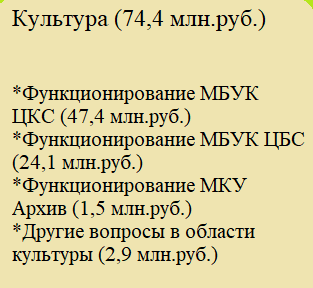 Культура (74,4 млн.руб.)
*Функционирование МБУК
ЦКС (47,4 млн.руб.)
*Функционирование МБУК ЦБС
(24,1 млн.руб.)
*Функционирование МКУ
Архив (1,5 млн.руб.)
*Другие вопросы в области
культуры (2,9 млн.руб.)